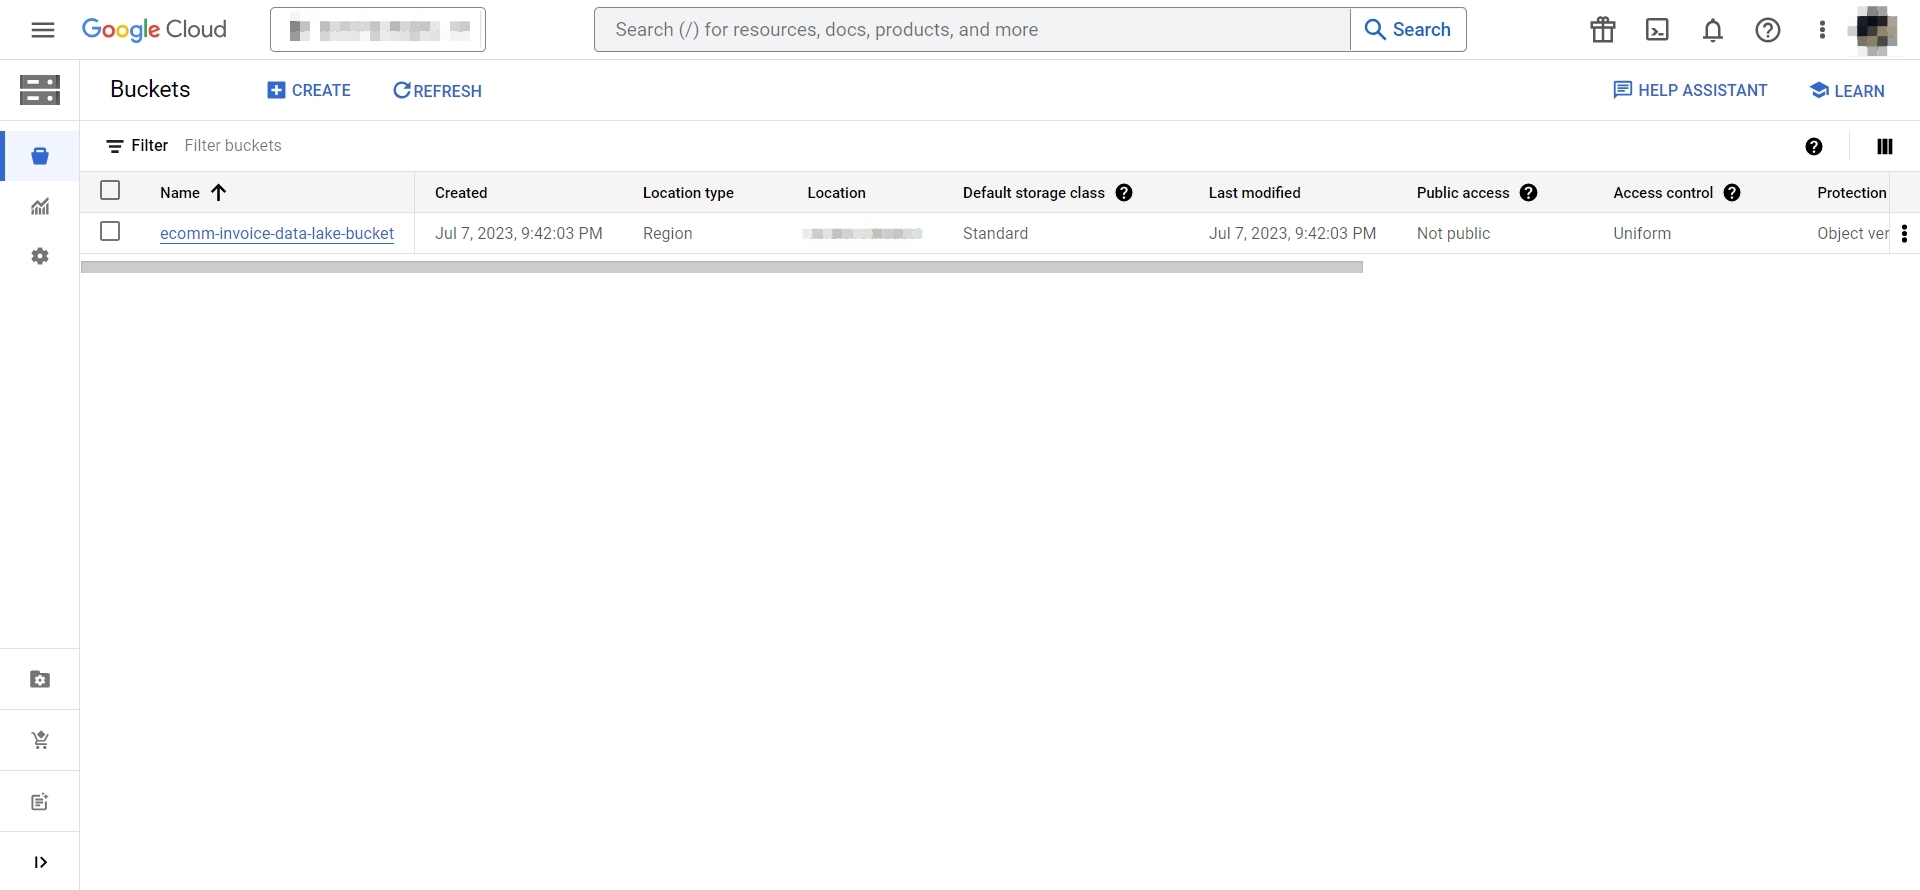 Google Cloud
Search (/) for resources, docs, products, and more
Search
Buckets
CREATE
REFRESH
HELP ASSISTANT
LEARN
Filter Filter buckets
Name Created Location type Location Default storage class Last modified Public access Access control Protection
ecomm-invoice-data-lake-bucket Jul 7, 2023, 9:42:03 PM Region Standard Jul 7, 2023, 9:42:03 PM Not public Uniform Object ver